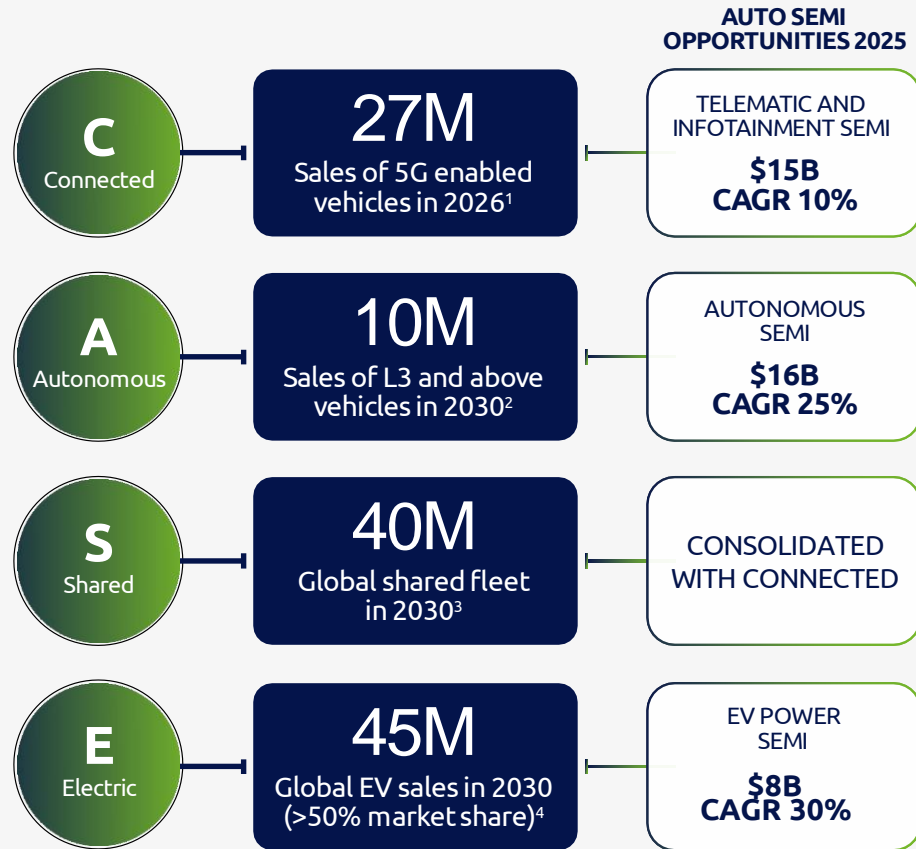 AUTO SEMI
OPPORTUNITIES 2025
C
Connected
27M
Sales of 5G enabled
vehicles in 2026¹
TELEMATIC AND
INFOTAINMENT SEMI
$15B
CAGR 10%
A
Autonomous
10M
Sales of L3 and above
vehicles in 2030²
AUTONOMOUS
SEMI
$16B
CAGR 25%
S
Shared
40M
Global shared fleet
in 2030³
CONSOLIDATED
WITH CONNECTED
E
Electric
45M
Global EV sales in 2030
(>50% market share)⁴
EV POWER
SEMI
$8B
CAGR 30%